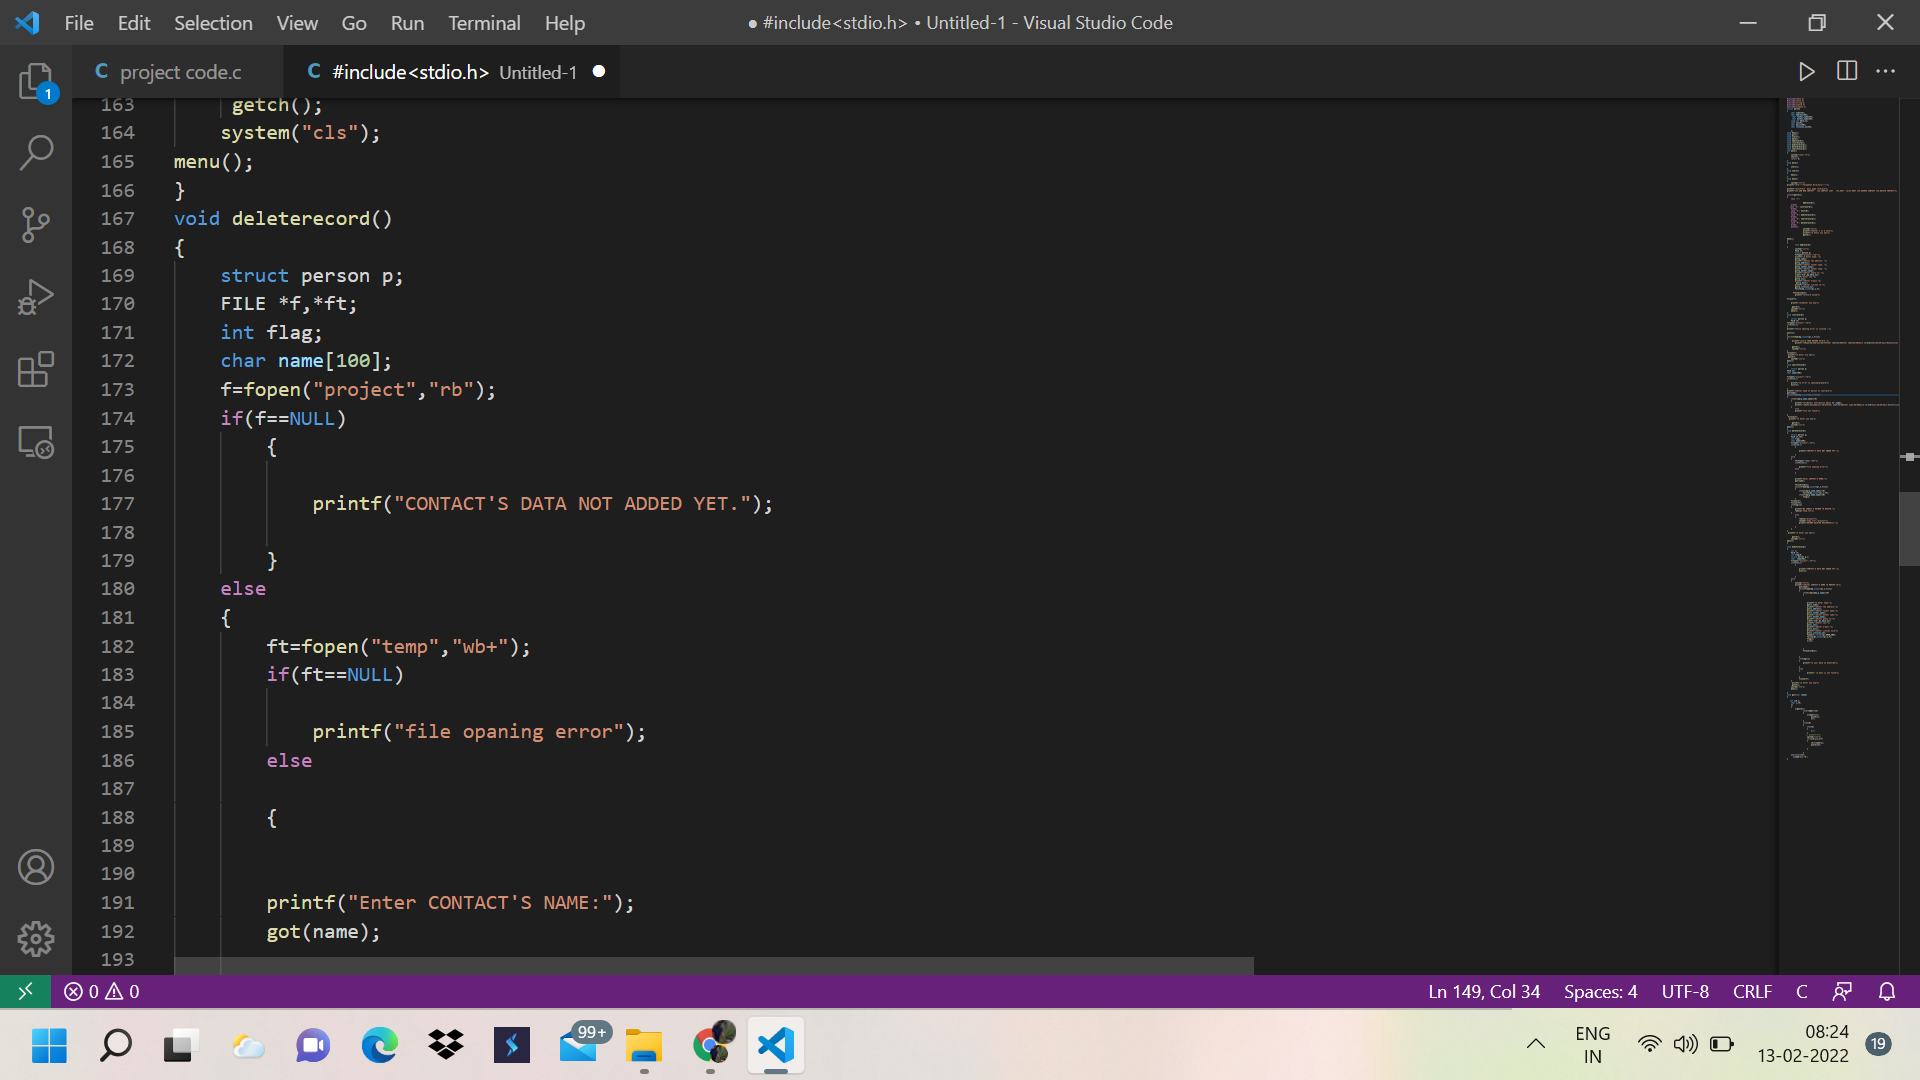 File Edit Selection View Go Run Terminal Help
● #include<stdio.h> • Untitled-1 - Visual Studio Code
1
C project code.c
C #include<stdio.h> Untitled-1 ●
163 getch();
164 system("cls");
165 menu();
166 }
167 void deleterecord()
168 {
169 struct person p;
170 FILE *f,*ft;
171 int flag;
172 char name[100];
173 f=fopen("project","rb");
174 if(f==NULL)
175 {
176
177 printf("CONTACT'S DATA NOT ADDED YET.");
178
179 }
180 else
181 {
182 ft=fopen("temp","wb+");
183 if(ft==NULL)
184
185 printf("file opaning error");
186 else
187
188 {
189
190
191 printf("Enter CONTACT'S NAME:");
192 got(name);
193
0 0
Ln 149, Col 34 Spaces: 4 UTF-8 CRLF C
99+
ENG
IN
08:24
13-02-2022
19